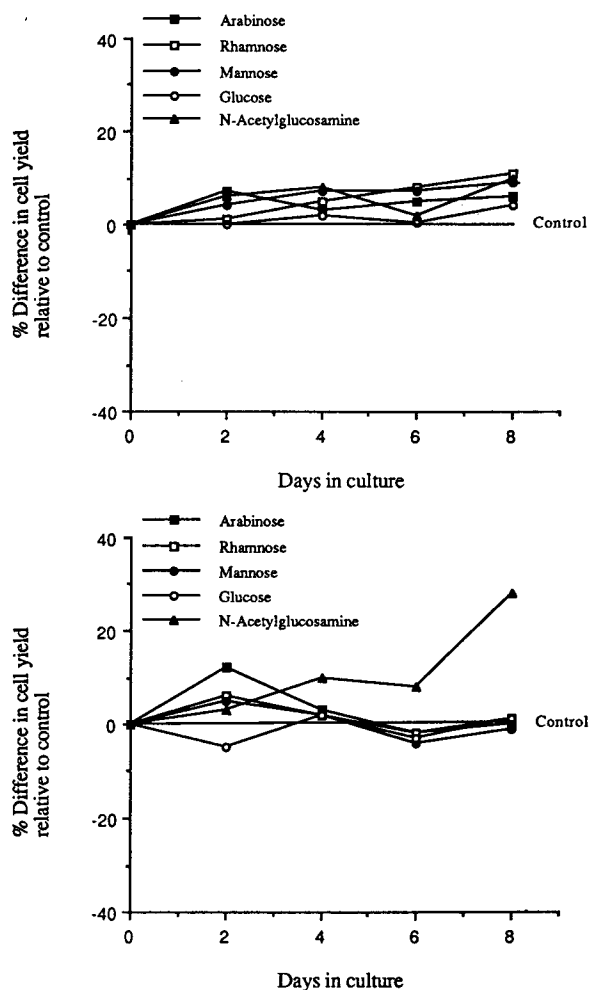 Arabinose
Rhamnose
Mannose
Glucose
N-Acetylglucosamine
40
20
0
-20
-40
% Difference in cell yield
relative to control
Control
0 2 4 6 8
Days in culture
Arabinose
Rhamnose
Mannose
Glucose
N-Acetylglucosamine
40
20
0
-20
-40
% Difference in cell yield
relative to control
Control
0 2 4 6 8
Days in culture